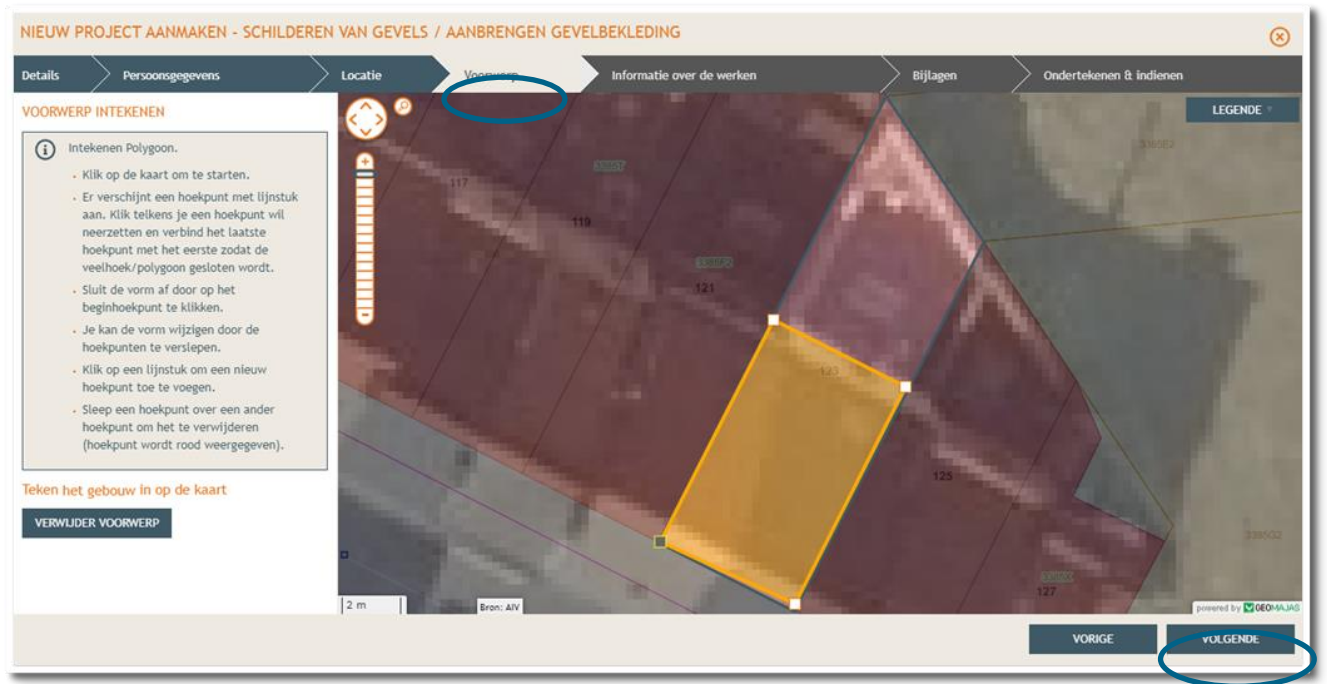 NIEUW PROJECT AANMAKEN - SCHILDEREN VAN GEVELS / AANBRENGEN GEVELBEKLEDING
Details
Persoonsgegevens
Locatie
Voorwerp
Informatie over de werken
Bijlagen
Ondertekenen & indienen
VOORWERP INTEKENEN
Intekenen Polygoon.
Klik op de kaart om te starten.
Er verschijnt een hoekpunt met lijnstuk
aan. Klik telkens je een hoekpunt wil
neerzetten en verbind het laatste
hoekpunt met het eerste zodat de
veelhoek/polygoon gesloten wordt.
Sluit de vorm af door op het
beginhoekpunt te klikken.
Je kan de vorm wijzigen door de
hoekpunten te verslepen.
Klik op een lijnstuk om een nieuw
hoekpunt toe te voegen.
Sleep een hoekpunt over een ander
hoekpunt om het te verwijderen
(hoekpunt wordt rood weergegeven).
Teken het gebouw in op de kaart
VERWIJDER VOORWERP
LEGENDE
117
119
121
123
125
127
2 m
Bron: AIV
powered by GEOMAJAS
VORIGE
VOLGENDE